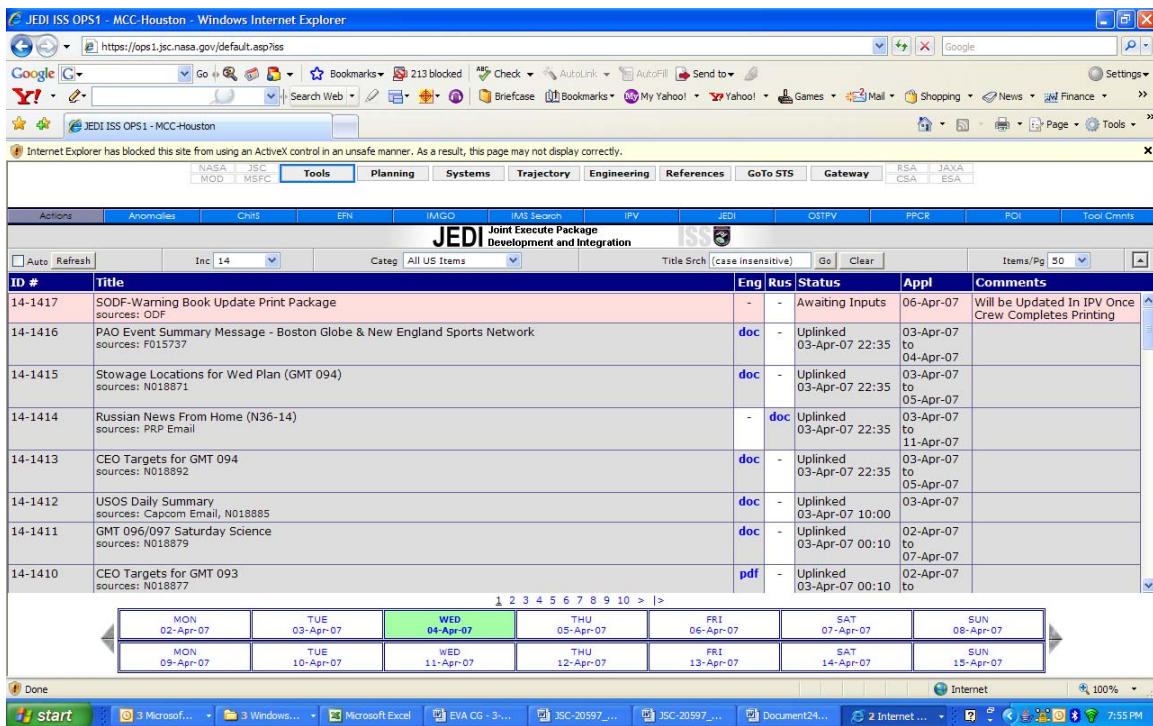 JEDI ISS OPS1 - MCC-Houston - Windows Internet Explorer
https://ops1.jsc.nasa.gov/default.asp?iss
Google
Google G Go Bookmarks 213 blocked ABC Check AutoLink AutoFill Send to Settings
Y! Search Web Briefcase Bookmarks My Yahoo! Yahoo! Games Mail Shopping News Finance >>
JEDI ISS OPS1 - MCC-Houston Page Tools >>
Internet Explorer has blocked this site from using an ActiveX control in an unsafe manner. As a result, this page may not display correctly. x
NASA JSC Tools Planning Systems Trajectory Engineering References GoTo STS Gateway RSA JAXA
MOD MSFC CSA ESA
Actions Anomalies ChitS EFN IMGO IMS Search IPV JEDI OSTPV PPCR POI Tool Cmnts
JEDI Joint Execute Package ISS
Development and Integration
Auto Refresh Inc 14 Categ All US Items Title Srch (case insensitive) Go Clear Items/Pg 50
ID # Title Eng Rus Status Appl Comments
14-1417 SODF-Warning Book Update Print Package - - Awaiting Inputs 06-Apr-07 Will be Updated In IPV Once
sources: ODF Crew Completes Printing
14-1416 PAO Event Summary Message - Boston Globe & New England Sports Network doc - Uplinked 03-Apr-07
sources: F015737 03-Apr-07 22:35 to
04-Apr-07
14-1415 Stowage Locations for Wed Plan (GMT 094) doc - Uplinked 03-Apr-07
sources: N018871 03-Apr-07 22:35 to
05-Apr-07
14-1414 Russian News From Home (N36-14) - doc Uplinked 03-Apr-07
sources: PRP Email 03-Apr-07 22:35 to
11-Apr-07
14-1413 CEO Targets for GMT 094 doc - Uplinked 03-Apr-07
sources: N018892 03-Apr-07 22:35 to
05-Apr-07
14-1412 USOS Daily Summary doc - Uplinked 03-Apr-07
sources: Capcom Email, N018885 03-Apr-07 10:00
14-1411 GMT 096/097 Saturday Science doc - Uplinked 02-Apr-07
sources: N018879 03-Apr-07 00:10 to
07-Apr-07
14-1410 CEO Targets for GMT 093 pdf - Uplinked 02-Apr-07
sources: N018877 03-Apr-07 00:10 to
1 2 3 4 5 6 7 8 9 10 > |>
MON TUE WED THU FRI SAT SUN
02-Apr-07 03-Apr-07 04-Apr-07 05-Apr-07 06-Apr-07 07-Apr-07 08-Apr-07
MON TUE WED THU FRI SAT SUN
09-Apr-07 10-Apr-07 11-Apr-07 12-Apr-07 13-Apr-07 14-Apr-07 15-Apr-07
Done Internet 100%
start 3 Microsof... 3 Windows... Microsoft Excel EVA CG - 3-... JSC-20597_... JSC-20597_... Document24... 2 Internet ... 7:55 PM